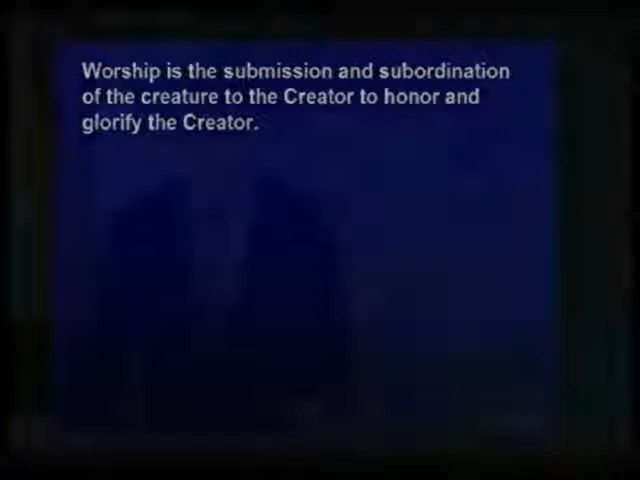 Worship is the submission and subordination
of the creature to the Creator to honor and
glorify the Creator.